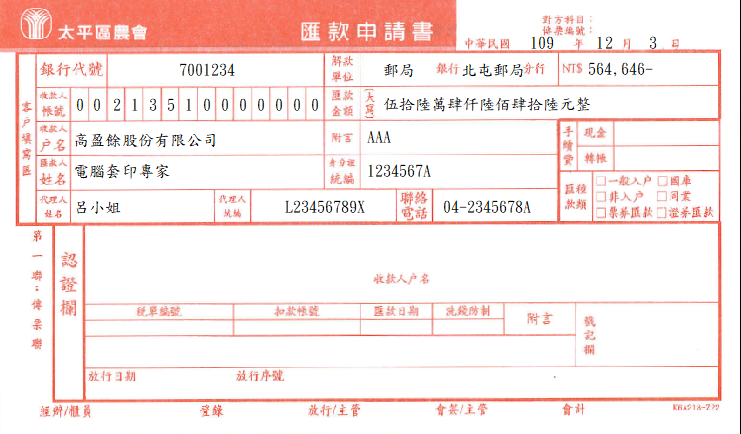 太平區農會 匯款申請書 對方科目：
傳票編號：
中華民國 109 年 12 月 3 日
銀行代號 7001234 解款單位 郵局 銀行 北屯郵局 分行 NT$ 564,646-
收款人帳號 0 0 2 1 3 5 1 0 0 0 0 0 0 0 匯款金額 (大寫) 伍拾陸萬肆仟陸佰肆拾陸元整
收款人戶名 高盈餘股份有限公司 附言 AAA 手續費 現金
匯款人姓名 電腦套印專家 身分證統編 1234567A 轉帳
代理人姓名 呂小姐 代理人統編 L23456789X 聯絡電話 04-2345678A
匯款種類 □一般入戶 □國庫
□非入戶 □同業
□票券匯款 □證券匯款
客戶填寫區
第一聯：傳票聯
認證欄
收款人戶名
稅單編號 扣款帳號 匯款日期 洗錢防制 附言 登記欄
放行日期 放行序號
經辦/櫃員 登錄 放行/主管 會簽/主管 會計